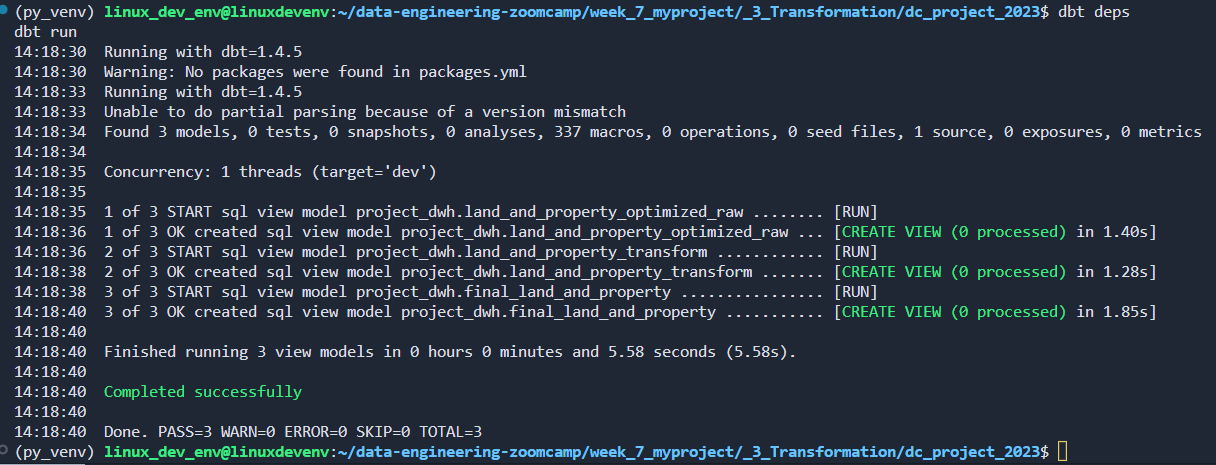 (py_venv) linux_dev_env@linuxdevenv:~/data-engineering-zoomcamp/week_7_myproject/_3_Transformation/dc_project_2023$ dbt deps
dbt run
14:18:30  Running with dbt=1.4.5
14:18:30  Warning: No packages were found in packages.yml
14:18:33  Running with dbt=1.4.5
14:18:33  Unable to do partial parsing because of a version mismatch
14:18:34  Found 3 models, 0 tests, 0 snapshots, 0 analyses, 337 macros, 0 operations, 0 seed files, 1 source, 0 exposures, 0 metrics
14:18:34
14:18:35  Concurrency: 1 threads (target='dev')
14:18:35
14:18:35  1 of 3 START sql view model project_dwh.land_and_property_optimized_raw ........ [RUN]
14:18:36  1 of 3 OK created sql view model project_dwh.land_and_property_optimized_raw ... [CREATE VIEW (0 processed) in 1.40s]
14:18:36  2 of 3 START sql view model project_dwh.land_and_property_transform ............ [RUN]
14:18:38  2 of 3 OK created sql view model project_dwh.land_and_property_transform ....... [CREATE VIEW (0 processed) in 1.28s]
14:18:38  3 of 3 START sql view model project_dwh.final_land_and_property ................ [RUN]
14:18:40  3 of 3 OK created sql view model project_dwh.final_land_and_property ........... [CREATE VIEW (0 processed) in 1.85s]
14:18:40
14:18:40  Finished running 3 view models in 0 hours 0 minutes and 5.58 seconds (5.58s).
14:18:40
14:18:40  Completed successfully
14:18:40
14:18:40  Done. PASS=3 WARN=0 ERROR=0 SKIP=0 TOTAL=3
(py_venv) linux_dev_env@linuxdevenv:~/data-engineering-zoomcamp/week_7_myproject/_3_Transformation/dc_project_2023$